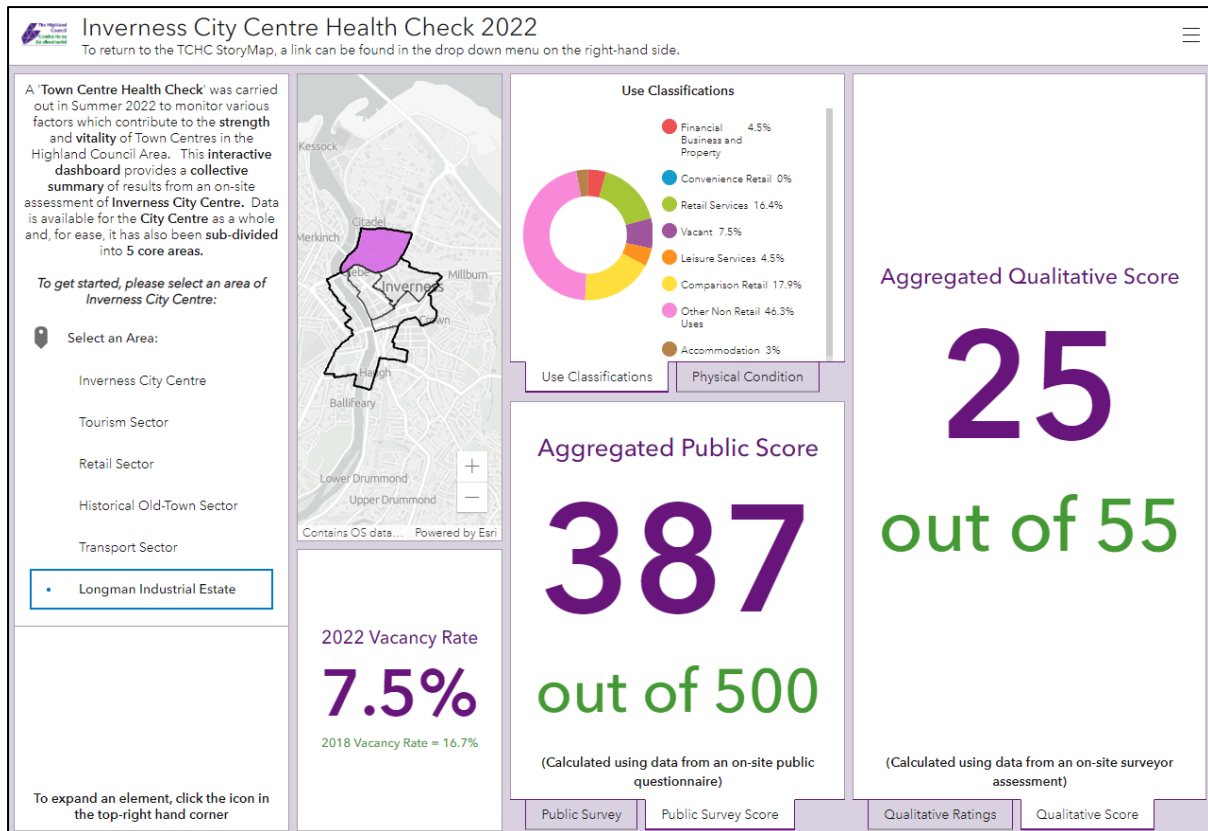 The Highland
Council
Inverness City Centre Health Check 2022
To return to the TCHC StoryMap, a link can be found in the drop down menu on the right-hand side.
A 'Town Centre Health Check' was carried
out in Summer 2022 to monitor various
factors which contribute to the strength
and vitality of Town Centres in the
Highland Council Area. This interactive
dashboard provides a collective
summary of results from an on-site
assessment of Inverness City Centre. Data
is available for the City Centre as a whole
and, for ease, it has also been sub-divided
into 5 core areas.
To get started, please select an area of
Inverness City Centre:
Select an Area:
Inverness City Centre
Tourism Sector
Retail Sector
Historical Old-Town Sector
Transport Sector
Longman Industrial Estate
To expand an element, click the icon in
the top-right hand corner
Kessock
Citadel
Merkinch
Millburn
Inverness
Crown
Haugh
Ballifeary
Lower Drummond
Upper Drummond
+
−
Contains OS data... Powered by Esri
2022 Vacancy Rate
7.5%
2018 Vacancy Rate = 16.7%
Use Classifications
Financial 4.5%
Business and
Property
Convenience Retail 0%
Retail Services 16.4%
Vacant 7.5%
Leisure Services 4.5%
Comparison Retail 17.9%
Other Non Retail 46.3%
Uses
Accommodation 3%
Use Classifications
Physical Condition
Aggregated Public Score
387
out of 500
(Calculated using data from an on-site public
questionnaire)
Public Survey
Public Survey Score
Aggregated Qualitative Score
25
out of 55
(Calculated using data from an on-site surveyor
assessment)
Qualitative Ratings
Qualitative Score